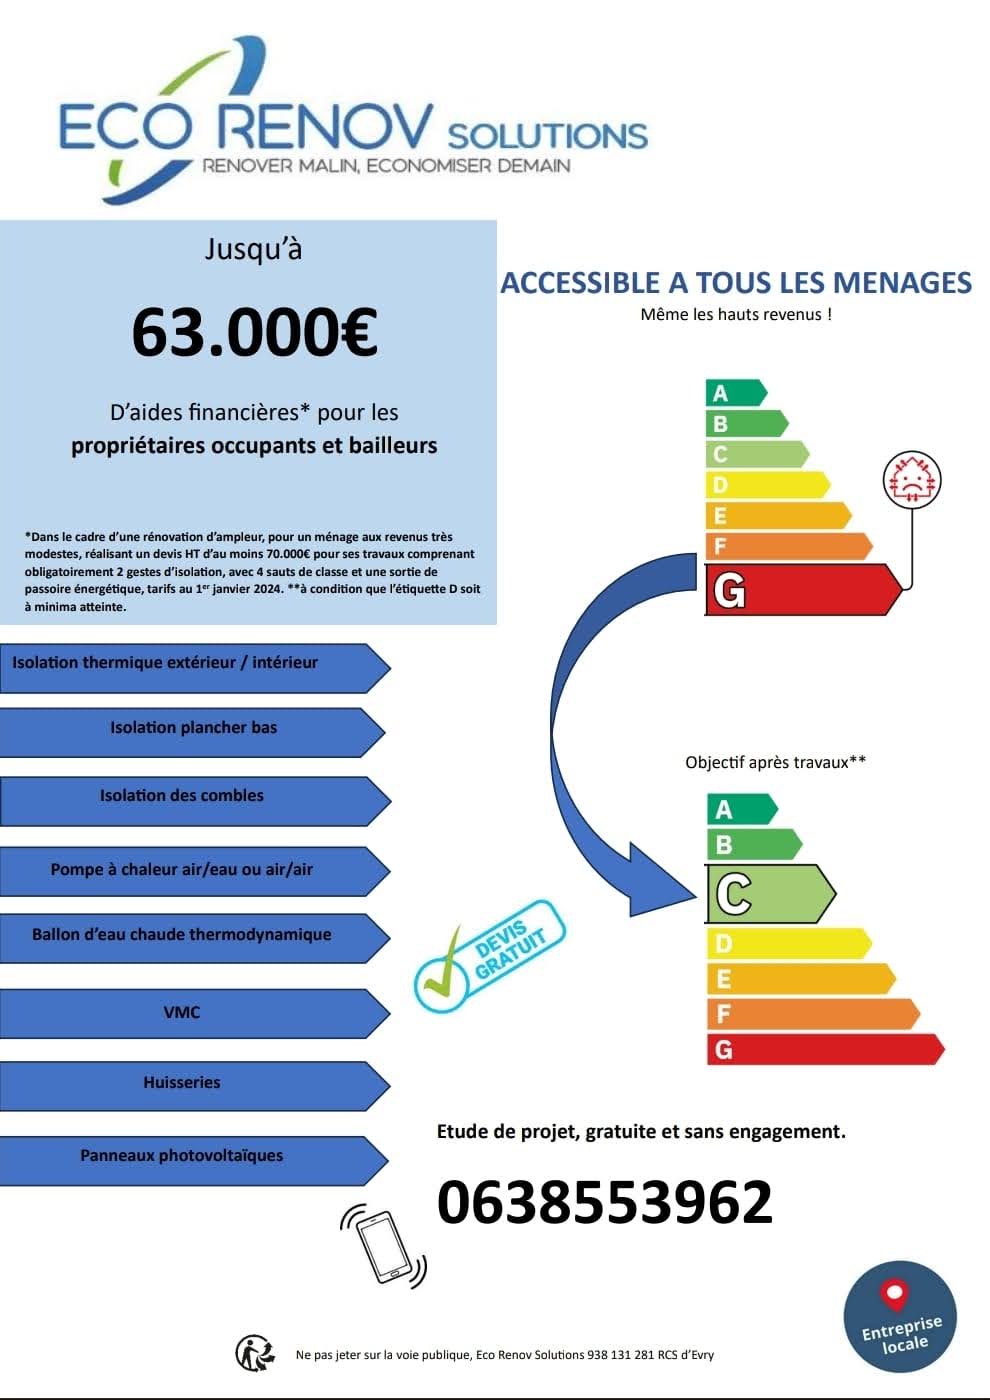 ECO RENOV SOLUTIONS
RENOVER MALIN, ECONOMISER DEMAIN
Jusqu’à
63.000€
D’aides financières* pour les
propriétaires occupants et bailleurs
*Dans le cadre d’une rénovation d’ampleur, pour un ménage aux revenus très
modestes, réalisant un devis HT d’au moins 70.000€ pour ses travaux comprenant
obligatoirement 2 gestes d’isolation, avec 4 sauts de classe et une sortie de
passoire énergétique, tarifs au 1er janvier 2024. **à condition que l’étiquette D soit
à minima atteinte.
ACCESSIBLE A TOUS LES MENAGES
Même les hauts revenus !
A
B
C
D
E
F
G
Isolation thermique extérieur / intérieur
Isolation plancher bas
Isolation des combles
Pompe à chaleur air/eau ou air/air
Ballon d’eau chaude thermodynamique
VMC
Huisseries
Panneaux photovoltaïques
DEVIS
GRATUIT
Objectif après travaux**
A
B
C
D
E
F
G
Etude de projet, gratuite et sans engagement.
0638553962
Entreprise
locale
Ne pas jeter sur la voie publique, Eco Renov Solutions 938 131 281 RCS d’Evry